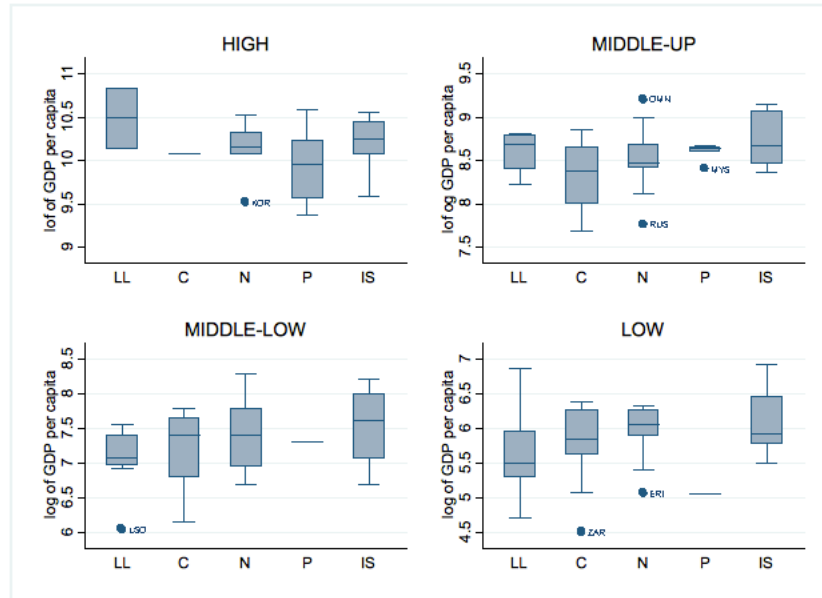 HIGH
lof of GDP per capita
11
10.5
10
9.5
9
KOR
LL C N P IS
MIDDLE-UP
lof og GDP per capita
9.5
9
8.5
8
7.5
OMN
RUS
MYS
LL C N P IS
MIDDLE-LOW
log of GDP per capita
8.5
8
7.5
7
6.5
6
LSO
LL C N P IS
LOW
log of GDP per capita
7
6.5
6
5.5
5
4.5
ZAR
ERI
LL C N P IS